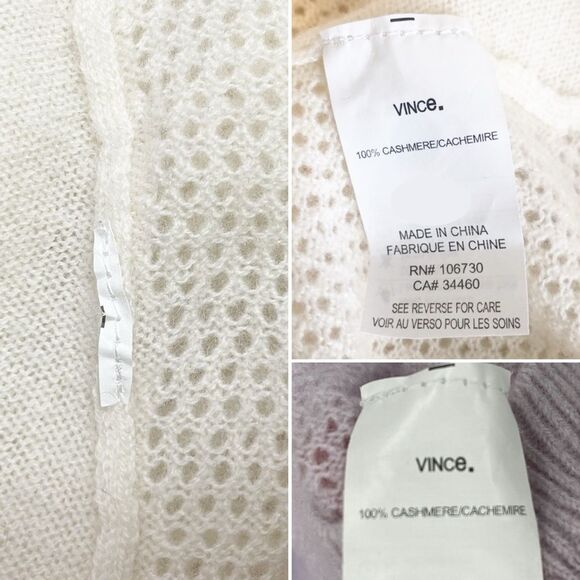 VINCe.
100% CASHMERE/CACHEMIRE
MADE IN CHINA
FABRIQUE EN CHINE
RN# 106730
CA# 34460
SEE REVERSE FOR CARE
VOIR AU VERSO POUR LES SOINS
VINCe.
100% CASHMERE/CACHEMIRE